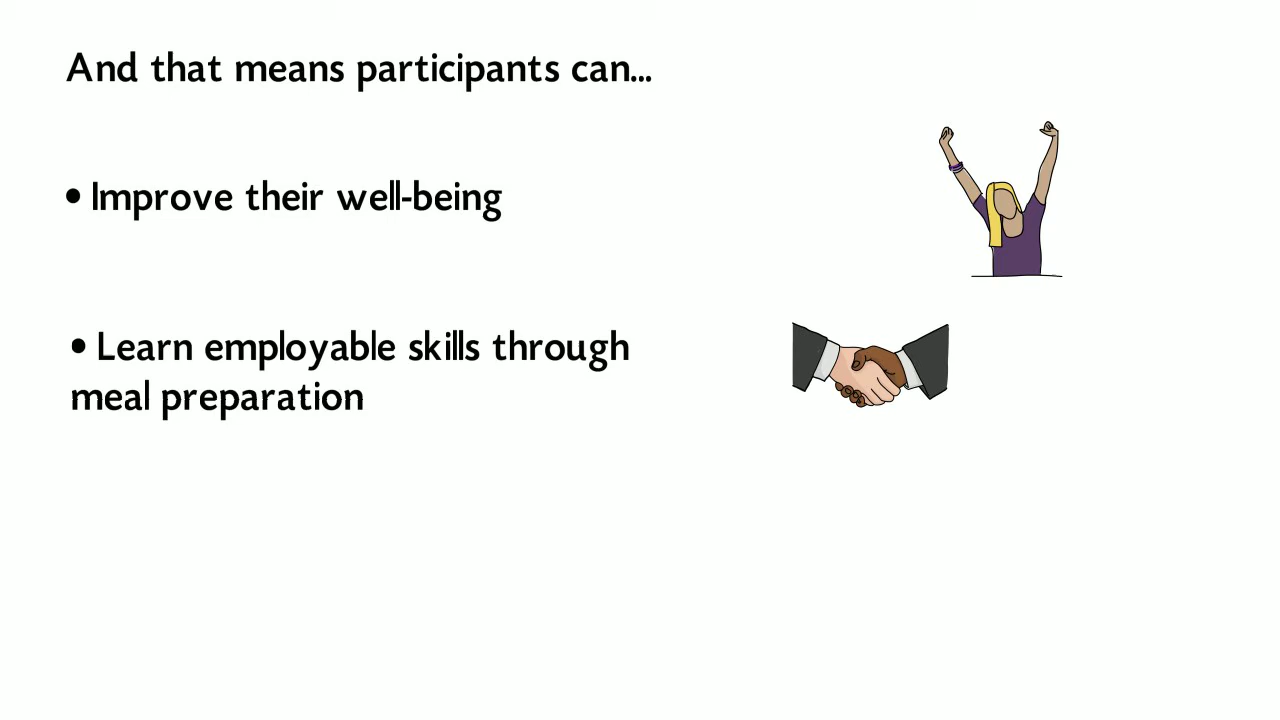 And that means participants can...
• Improve their well-being
• Learn employable skills through
meal preparation